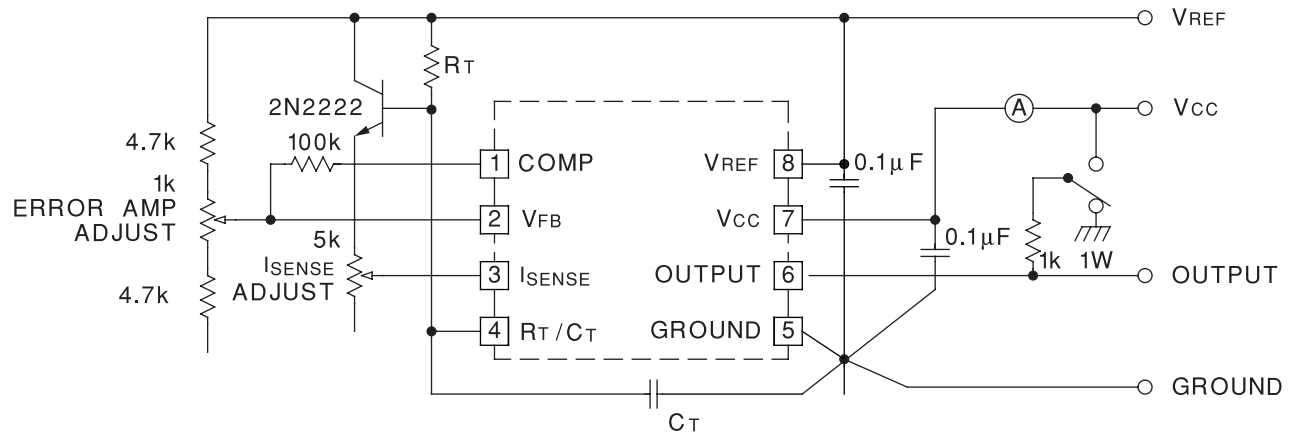 VREF
RT
A
VCC
2N2222
4.7k
100k
1 COMP
VREF 8
0.1μF
1k
ERROR AMP
ADJUST
2 VFB
VCC 7
0.1μF
5k
ISENSE
ADJUST
3 ISENSE
OUTPUT 6
1k 1W
OUTPUT
4.7k
4 RT/CT
GROUND 5
GROUND
CT